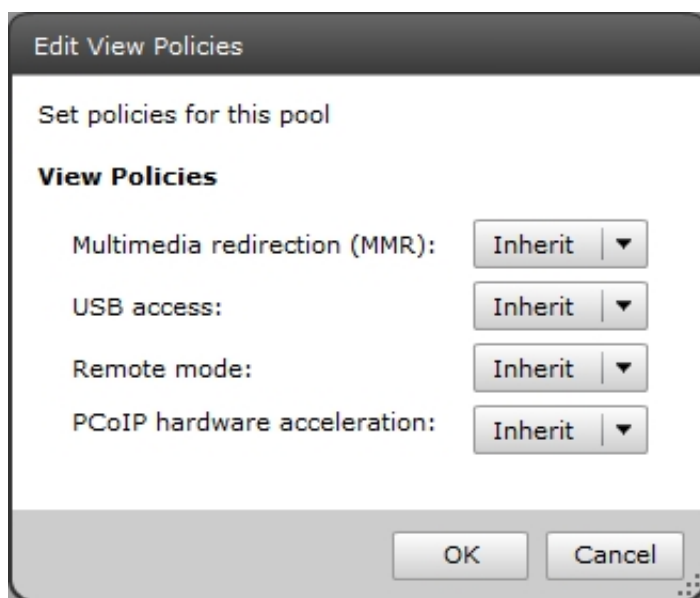 Edit View Policies
Set policies for this pool
View Policies
Multimedia redirection (MMR): Inherit
USB access: Inherit
Remote mode: Inherit
PCoIP hardware acceleration: Inherit
OK Cancel